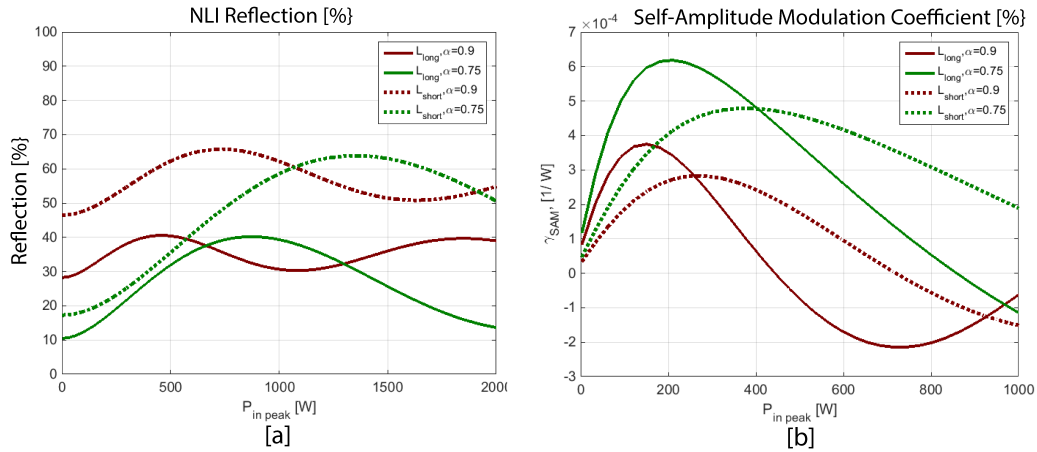 NLI Reflection [%]
100
90
80
70
60
50
40
30
20
10
0
Reflection [%]
L_long,α=0.9
L_long,α=0.75
L_short,α=0.9
L_short,α=0.75
0
500
1000
1500
2000
P_in peak [W]
[a]
Self-Amplitude Modulation Coefficient [%]
×10^-4
7
6
5
4
3
2
1
0
-1
-2
-3
γ_SAM, [1/ W]
L_long,α=0.9
L_long,α=0.75
L_short,α=0.9
L_short,α=0.75
0
200
400
600
800
1000
P_in peak [W]
[b]